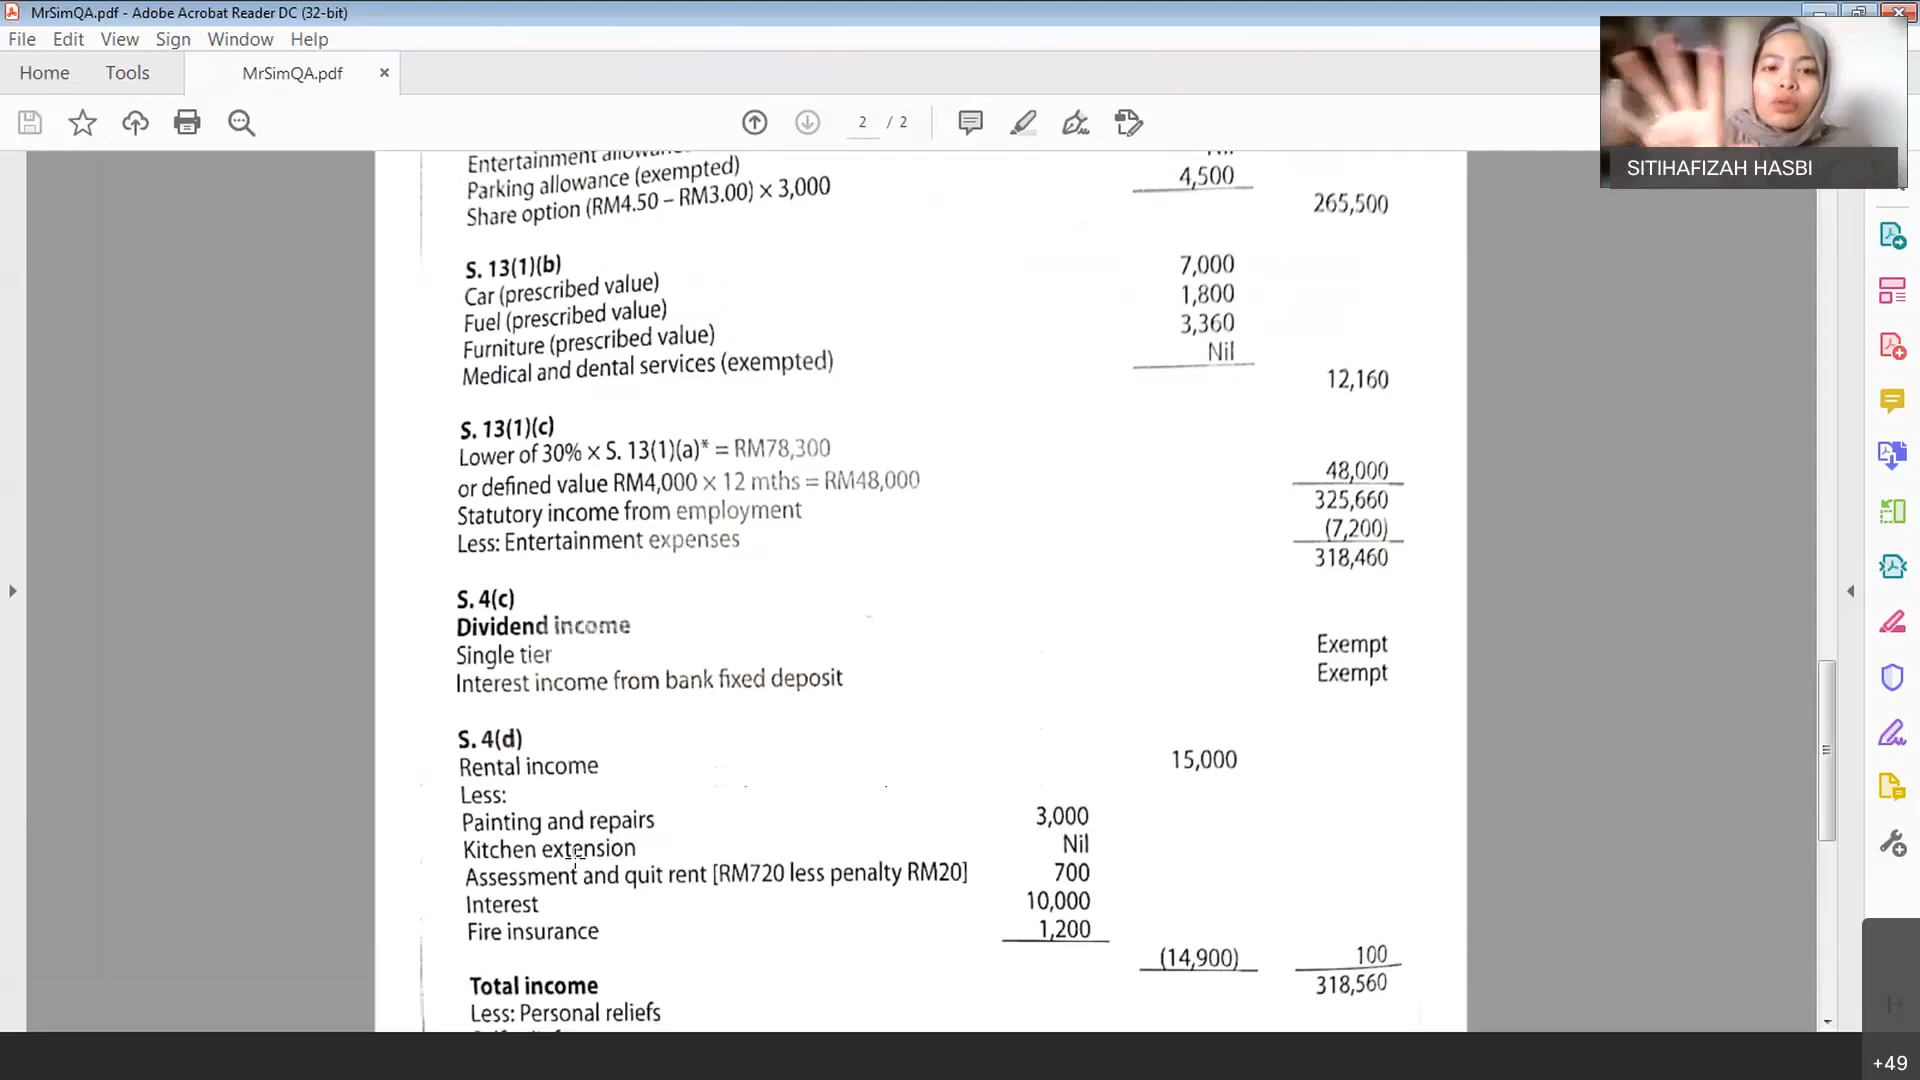 MrSimQA.pdf - Adobe Acrobat Reader DC (32-bit)
File Edit View Sign Window Help
Home Tools MrSimQA.pdf ×
2 / 2
SITIHAFIZAH HASBI
Entertainment Nil
Parking allowance (exempted) 4,500
Share option (RM4.50 – RM3.00) × 3,000 265,500
S. 13(1)(b)
Car (prescribed value) 7,000
Fuel (prescribed value) 1,800
Furniture (prescribed value) 3,360
Medical and dental services (exempted) Nil
12,160
S. 13(1)(c)
Lower of 30% × S. 13(1)(a)* = RM78,300
or defined value RM4,000 × 12 mths = RM48,000 48,000
Statutory income from employment 325,660
Less: Entertainment expenses (7,200)
318,460
S. 4(c)
Dividend income
Single tier Exempt
Interest income from bank fixed deposit Exempt
S. 4(d)
Rental income 15,000
Less:
Painting and repairs 3,000
Kitchen extension Nil
Assessment and quit rent [RM720 less penalty RM20] 700
Interest 10,000
Fire insurance 1,200
(14,900) 100
Total income 318,560
Less: Personal reliefs
+49